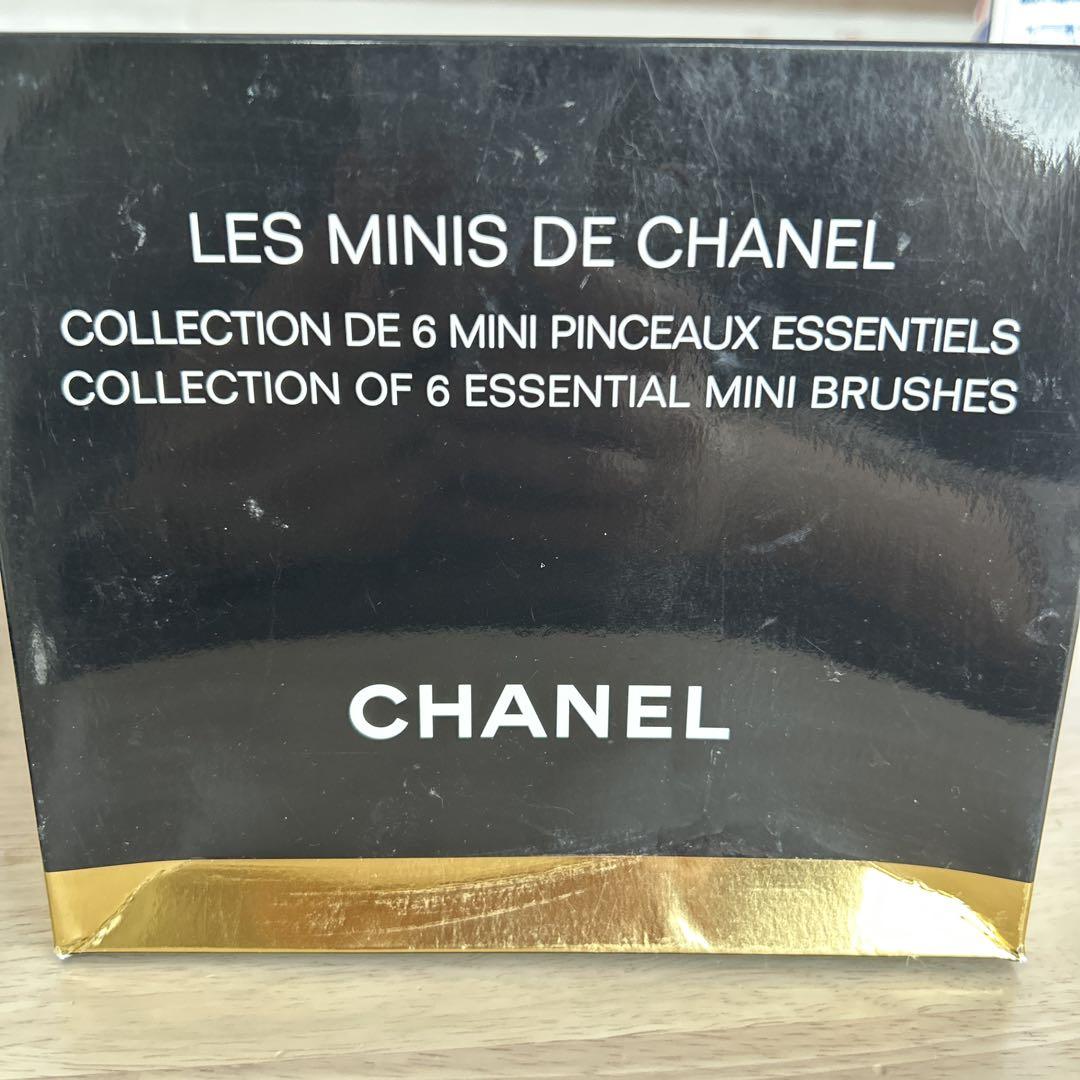 LES MINIS DE CHANEL
COLLECTION DE 6 MINI PINCEAUX ESSENTIELS
COLLECTION OF 6 ESSENTIAL MINI BRUSHES
CHANEL